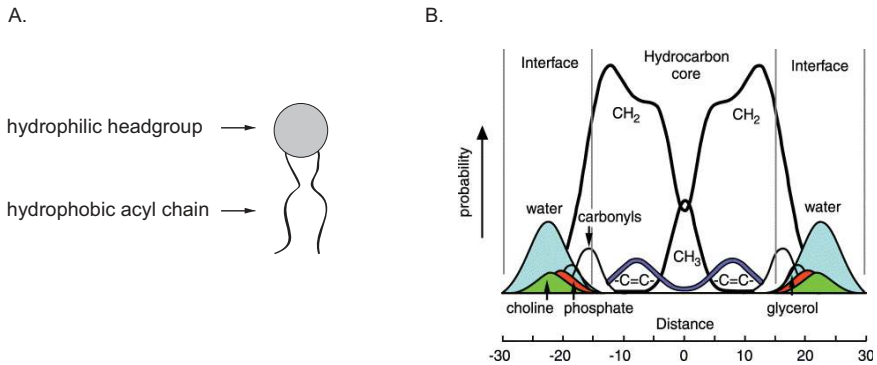 A.
hydrophilic headgroup
hydrophobic acyl chain
B.
Interface
Hydrocarbon
core
Interface
CH2
CH2
probability
water
carbonyls
water
CH3
-C=C-
-C=C-
choline
phosphate
glycerol
Distance
-30 -20 -10 0 10 20 30